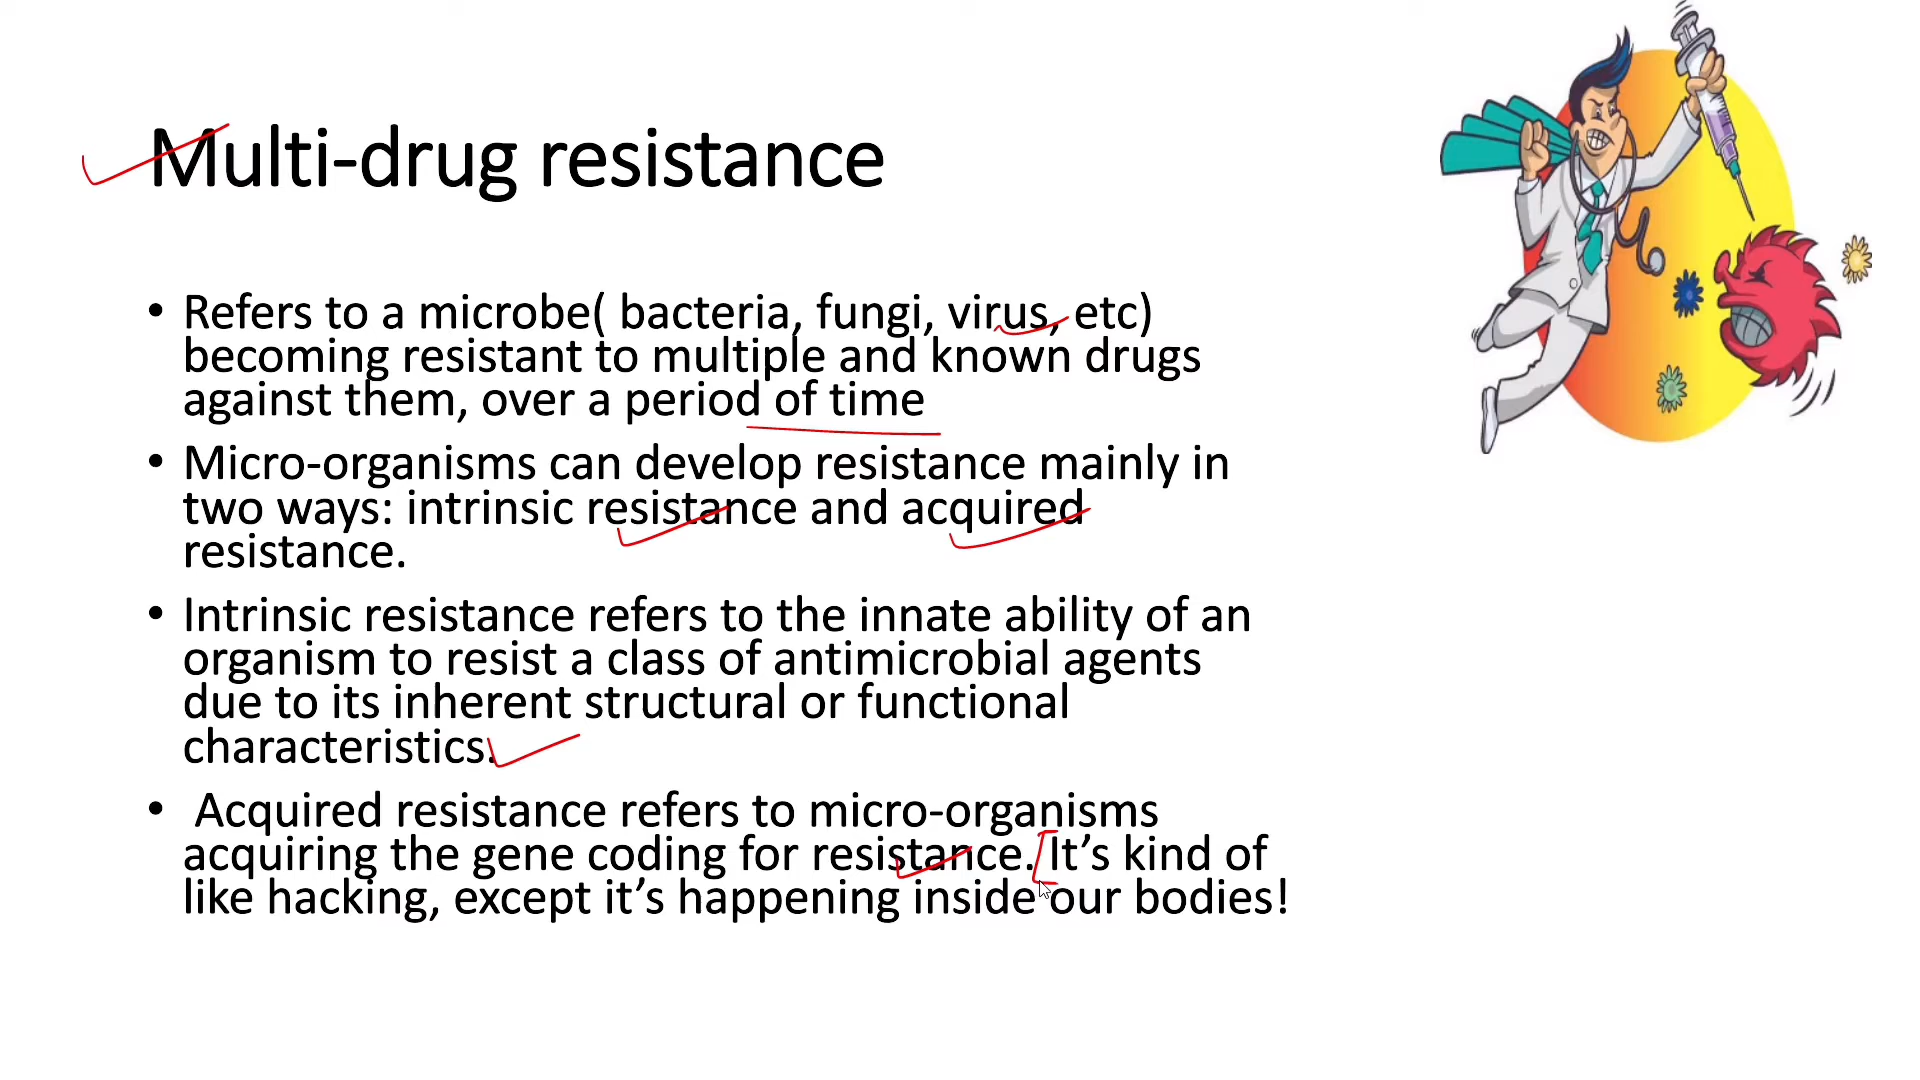 Multi-drug resistance
• Refers to a microbe( bacteria, fungi, virus, etc)
becoming resistant to multiple and known drugs
against them, over a period of time
• Micro-organisms can develop resistance mainly in
two ways: intrinsic resistance and acquired
resistance.
• Intrinsic resistance refers to the innate ability of an
organism to resist a class of antimicrobial agents
due to its inherent structural or functional
characteristics.
• Acquired resistance refers to micro-organisms
acquiring the gene coding for resistance. It’s kind of
like hacking, except it’s happening inside our bodies!